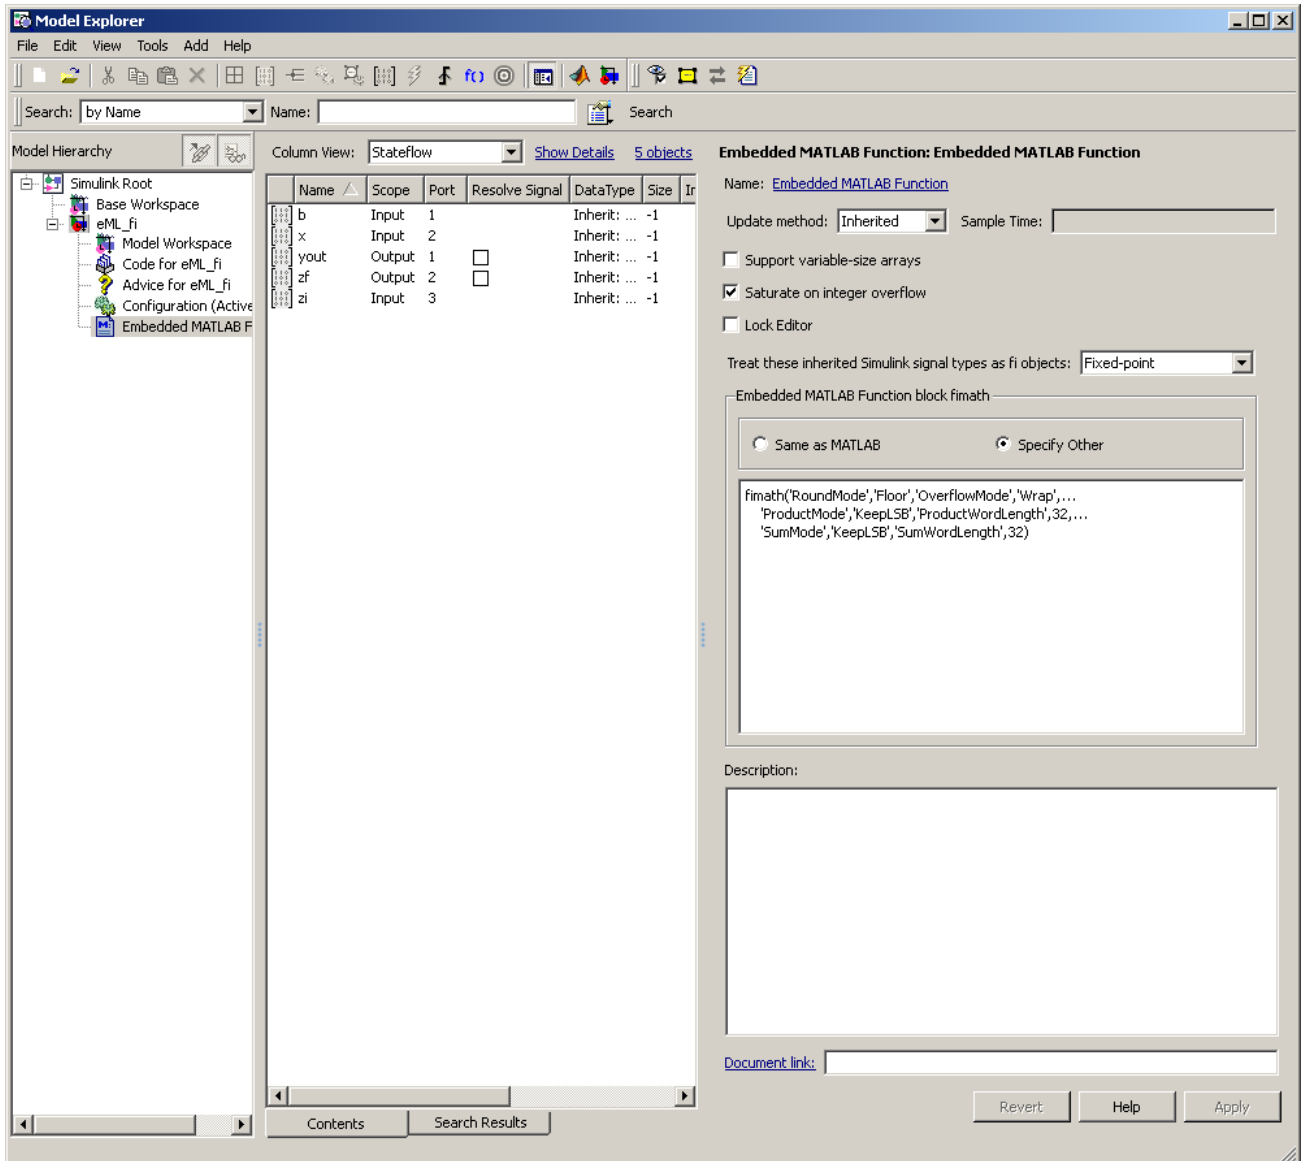 Model Explorer
File Edit View Tools Add Help
f()
Search: by Name Name: Search
Model Hierarchy
Simulink Root
Base Workspace
eML_fi
Model Workspace
Code for eML_fi
Advice for eML_fi
Configuration (Active
Embedded MATLAB F
Column View: Stateflow Show Details 5 objects
Name Scope Port Resolve Signal DataType Size Ir
b Input 1 Inherit: ... -1
x Input 2 Inherit: ... -1
yout Output 1 Inherit: ... -1
zf Output 2 Inherit: ... -1
zi Input 3 Inherit: ... -1
Contents Search Results
Embedded MATLAB Function: Embedded MATLAB Function
Name: Embedded MATLAB Function
Update method: Inherited Sample Time:
Support variable-size arrays
Saturate on integer overflow
Lock Editor
Treat these inherited Simulink signal types as fi objects: Fixed-point
Embedded MATLAB Function block fimath
Same as MATLAB Specify Other
fimath('RoundMode','Floor','OverflowMode','Wrap',...
'ProductMode','KeepLSB','ProductWordLength',32,...
'SumMode','KeepLSB','SumWordLength',32)
Description:
Document link:
Revert Help Apply